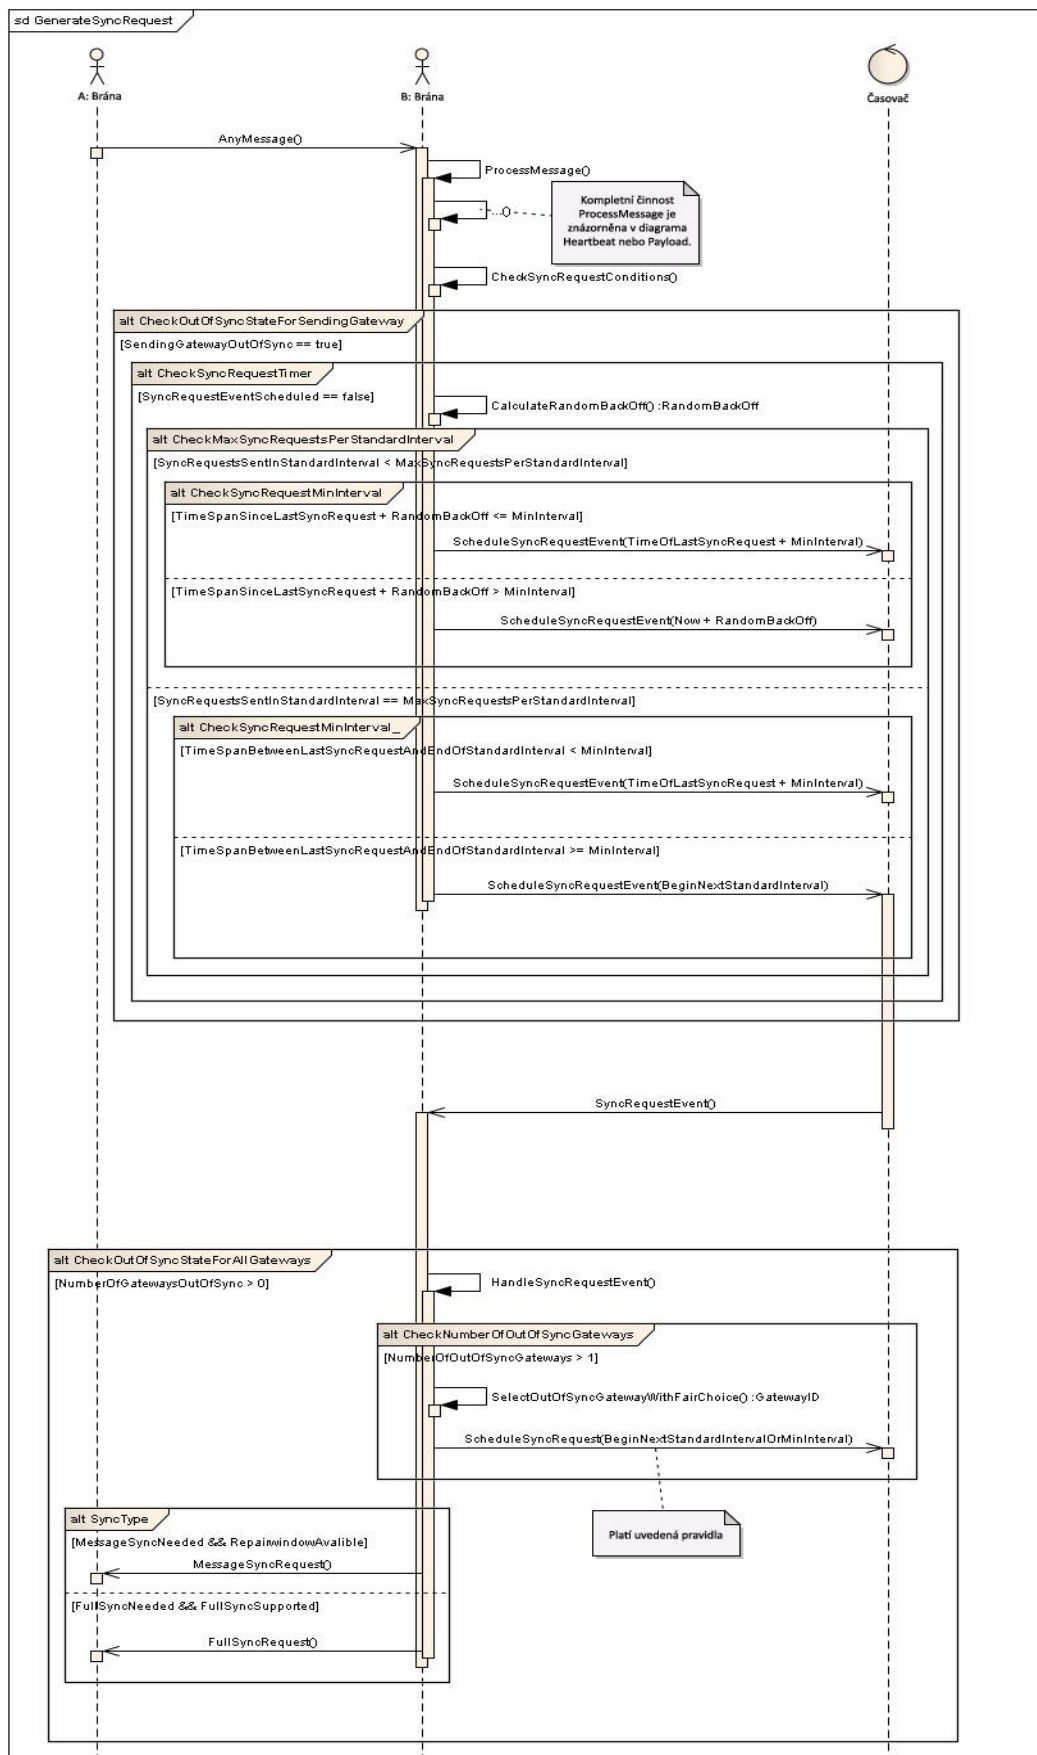 sd GenerateSyncRequest
A: Brána
B: Brána
Časovač
AnyMessage()
ProcessMessage()
...()
Kompletní činnost
ProcessMessage je
znázorněna v diagrama
Heartbeat nebo Payload.
CheckSyncRequestConditions()
alt CheckOutOfSyncStateForSendingGateway
[SendingGatewayOutOfSync == true]
alt CheckSyncRequestTimer
[SyncRequestEventScheduled == false]
CalculateRandomBackOff() :RandomBackOff
alt CheckMaxSyncRequestsPerStandardInterval
[SyncRequestsSentInStandardInterval < MaxSyncRequestsPerStandardInterval]
alt CheckSyncRequestMinInterval
[TimeSpanSinceLastSyncRequest + RandomBackOff <= MinInterval]
ScheduleSyncRequestEvent(TimeOfLastSyncRequest + MinInterval)
[TimeSpanSinceLastSyncRequest + RandomBackOff > MinInterval]
ScheduleSyncRequestEvent(Now + RandomBackOff)
[SyncRequestsSentInStandardInterval == MaxSyncRequestsPerStandardInterval]
alt CheckSyncRequestMinInterval_
[TimeSpanBetweenLastSyncRequestAndEndOfStandardInterval < MinInterval]
ScheduleSyncRequestEvent(TimeOfLastSyncRequest + MinInterval)
[TimeSpanBetweenLastSyncRequestAndEndOfStandardInterval >= MinInterval]
ScheduleSyncRequestEvent(BeginNextStandardInterval)
SyncRequestEvent()
alt CheckOutOfSyncStateForAllGateways
[NumberOfGatewaysOutOfSync > 0]
HandleSyncRequestEvent()
alt CheckNumberOfOutOfSyncGateways
[NumberOfOutOfSyncGateways > 1]
SelectOutOfSyncGatewayWithFairChoice() :GatewayID
ScheduleSyncRequest(BeginNextStandardIntervalOrMinInterval)
Platí uvedená pravidla
alt SyncType
[MessageSyncNeeded && RepairwindowAvalible]
MessageSyncRequest()
[FullSyncNeeded && FullSyncSupported]
FullSyncRequest()